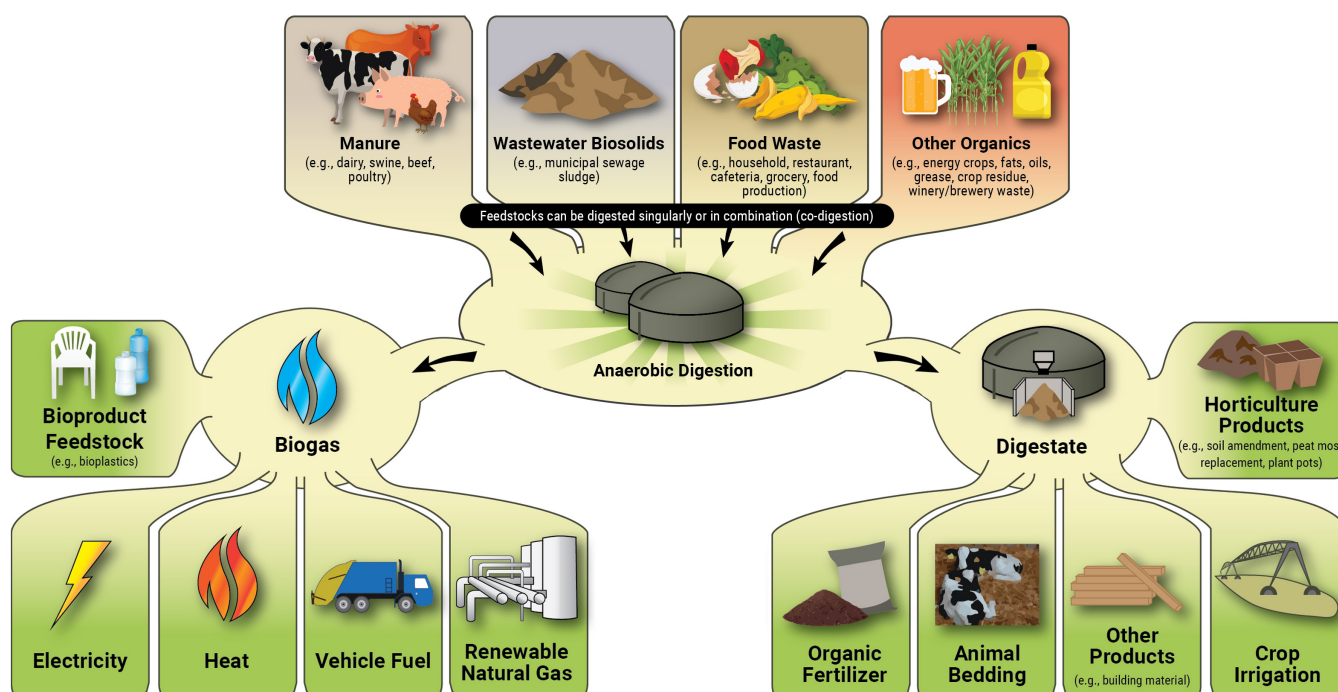 Manure
(e.g., dairy, swine, beef,
poultry)
Wastewater Biosolids
(e.g., municipal sewage
sludge)
Food Waste
(e.g., household, restaurant,
cafeteria, grocery, food
production)
Other Organics
(e.g., energy crops, fats, oils,
grease, crop residue,
winery/brewery waste)
Feedstocks can be digested singularly or in combination (co-digestion)
Anaerobic Digestion
Bioproduct
Feedstock
(e.g., bioplastics)
Biogas
Digestate
Horticulture
Products
(e.g., soil amendment, peat mos
replacement, plant pots)
Electricity
Heat
Vehicle Fuel
Renewable
Natural Gas
Organic
Fertilizer
Animal
Bedding
Other
Products
(e.g., building material)
Crop
Irrigation